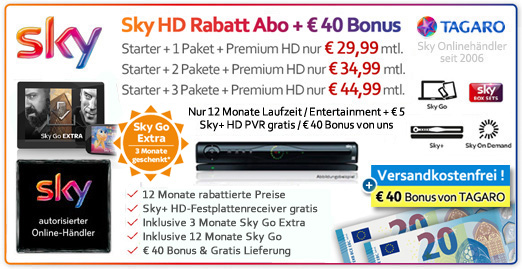 sky
Sky HD Rabatt Abo + € 40 Bonus
Starter + 1 Paket + Premium HD nur € 29,99 mtl.
Starter + 2 Pakete + Premium HD nur € 34,99 mtl.
Starter + 3 Pakete + Premium HD nur € 44,99 mtl.
TAGARO
Sky Onlinehändler
seit 2006
Sky Go
sky
BOX SETS
Sky+
Sky On Demand
Sky Go EXTRA
Sky Go
Extra
3 Monate
geschenkt*
Nur 12 Monate Laufzeit / Entertainment + € 5
Sky+ HD PVR gratis / € 40 Bonus von uns
Abbildungsbeispiel
sky
autorisierter
Online-Händler
12 Monate rabattierte Preise
Sky+ HD-Festplattenreceiver gratis
Inklusive 3 Monate Sky Go Extra
Inklusive 12 Monate Sky Go
€ 40 Bonus & Gratis Lieferung
+ Versandkostenfrei !
€ 40 Bonus von TAGARO
20
20